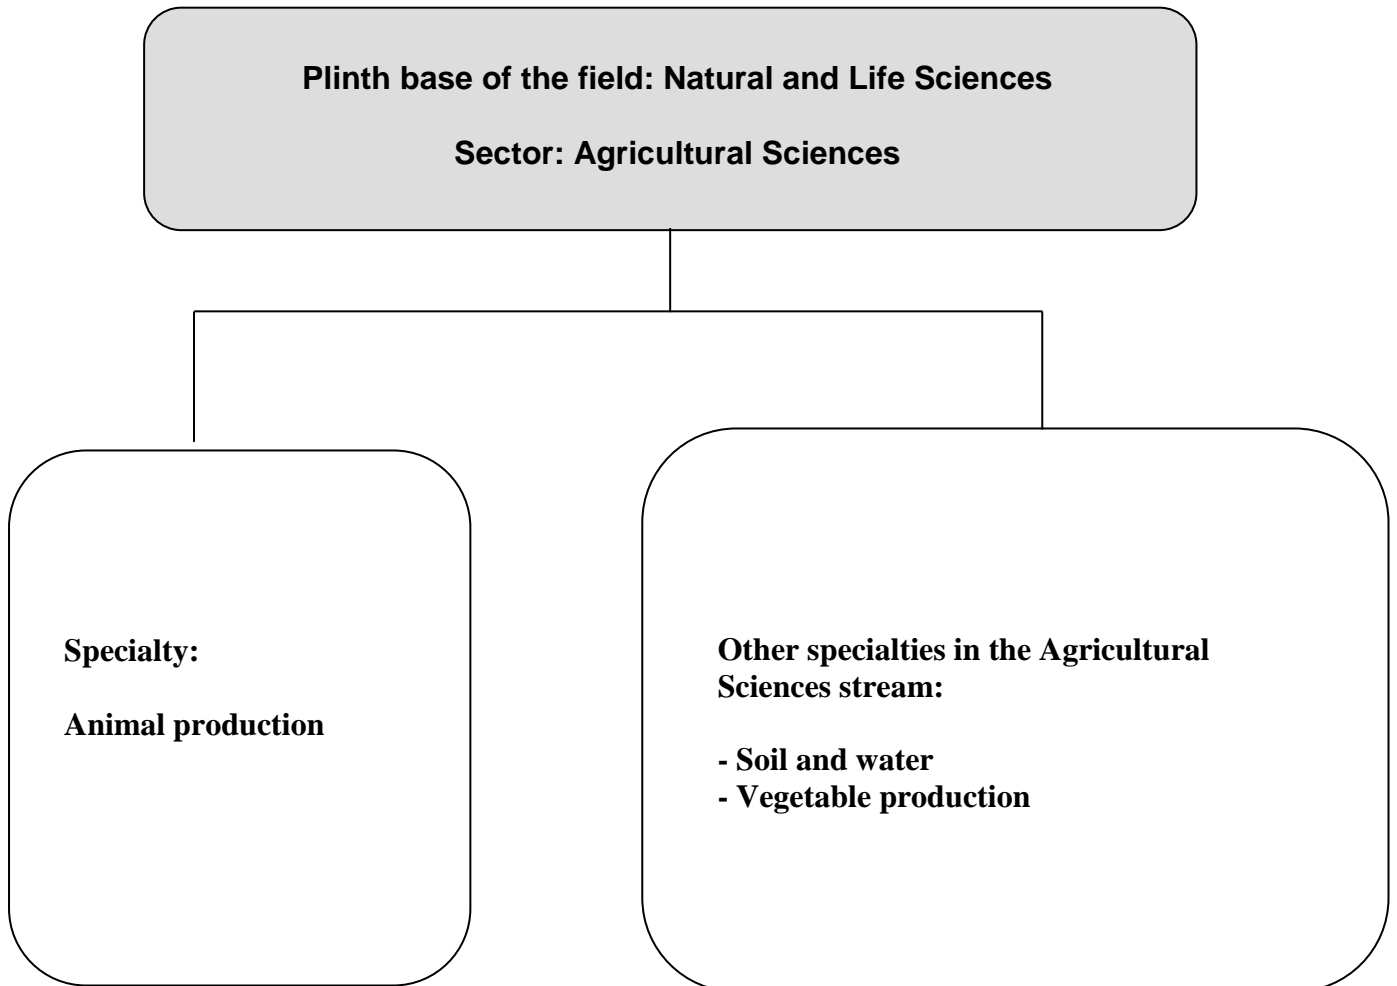 Plinth base of the field: Natural and Life Sciences
Sector: Agricultural Sciences
Specialty:
Animal production
Other specialties in the Agricultural
Sciences stream:
- Soil and water
- Vegetable production